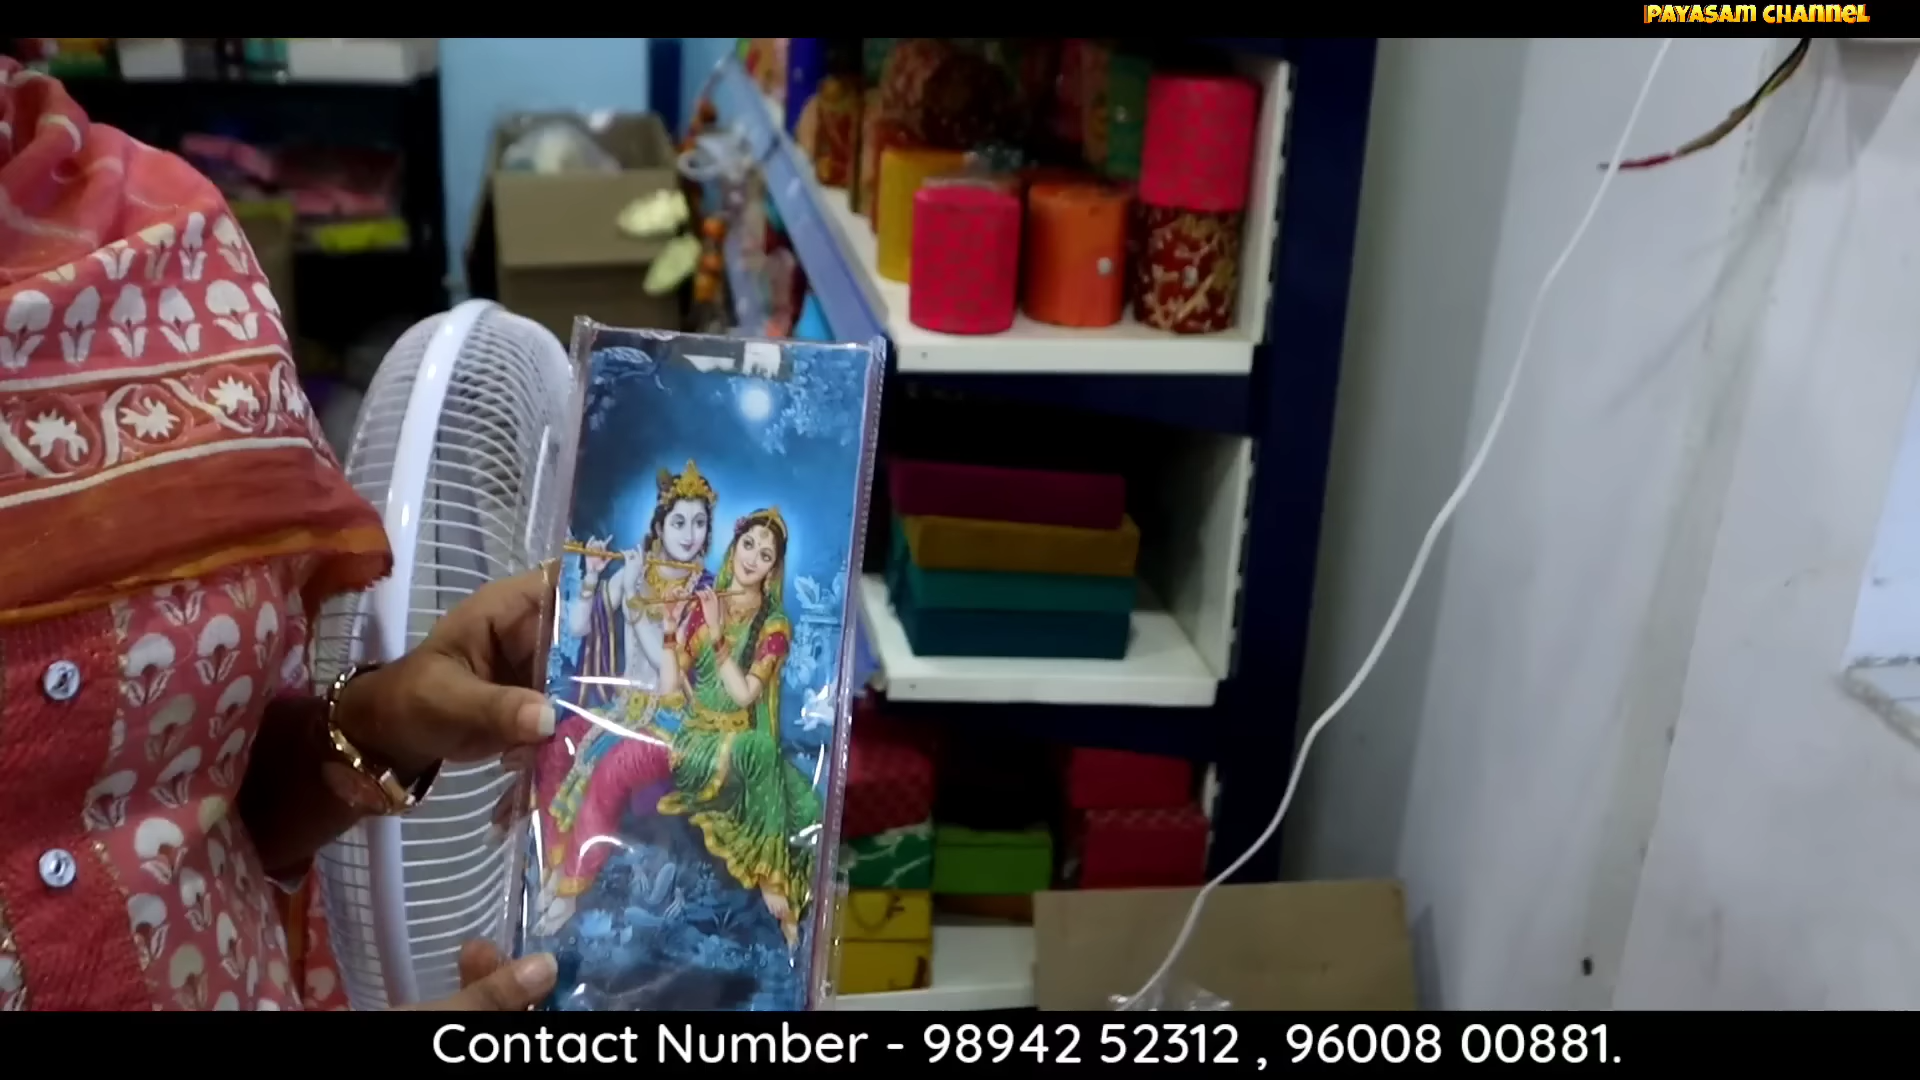 PAYASAM CHANNEL
Contact Number - 98942 52312 , 96008 00881.